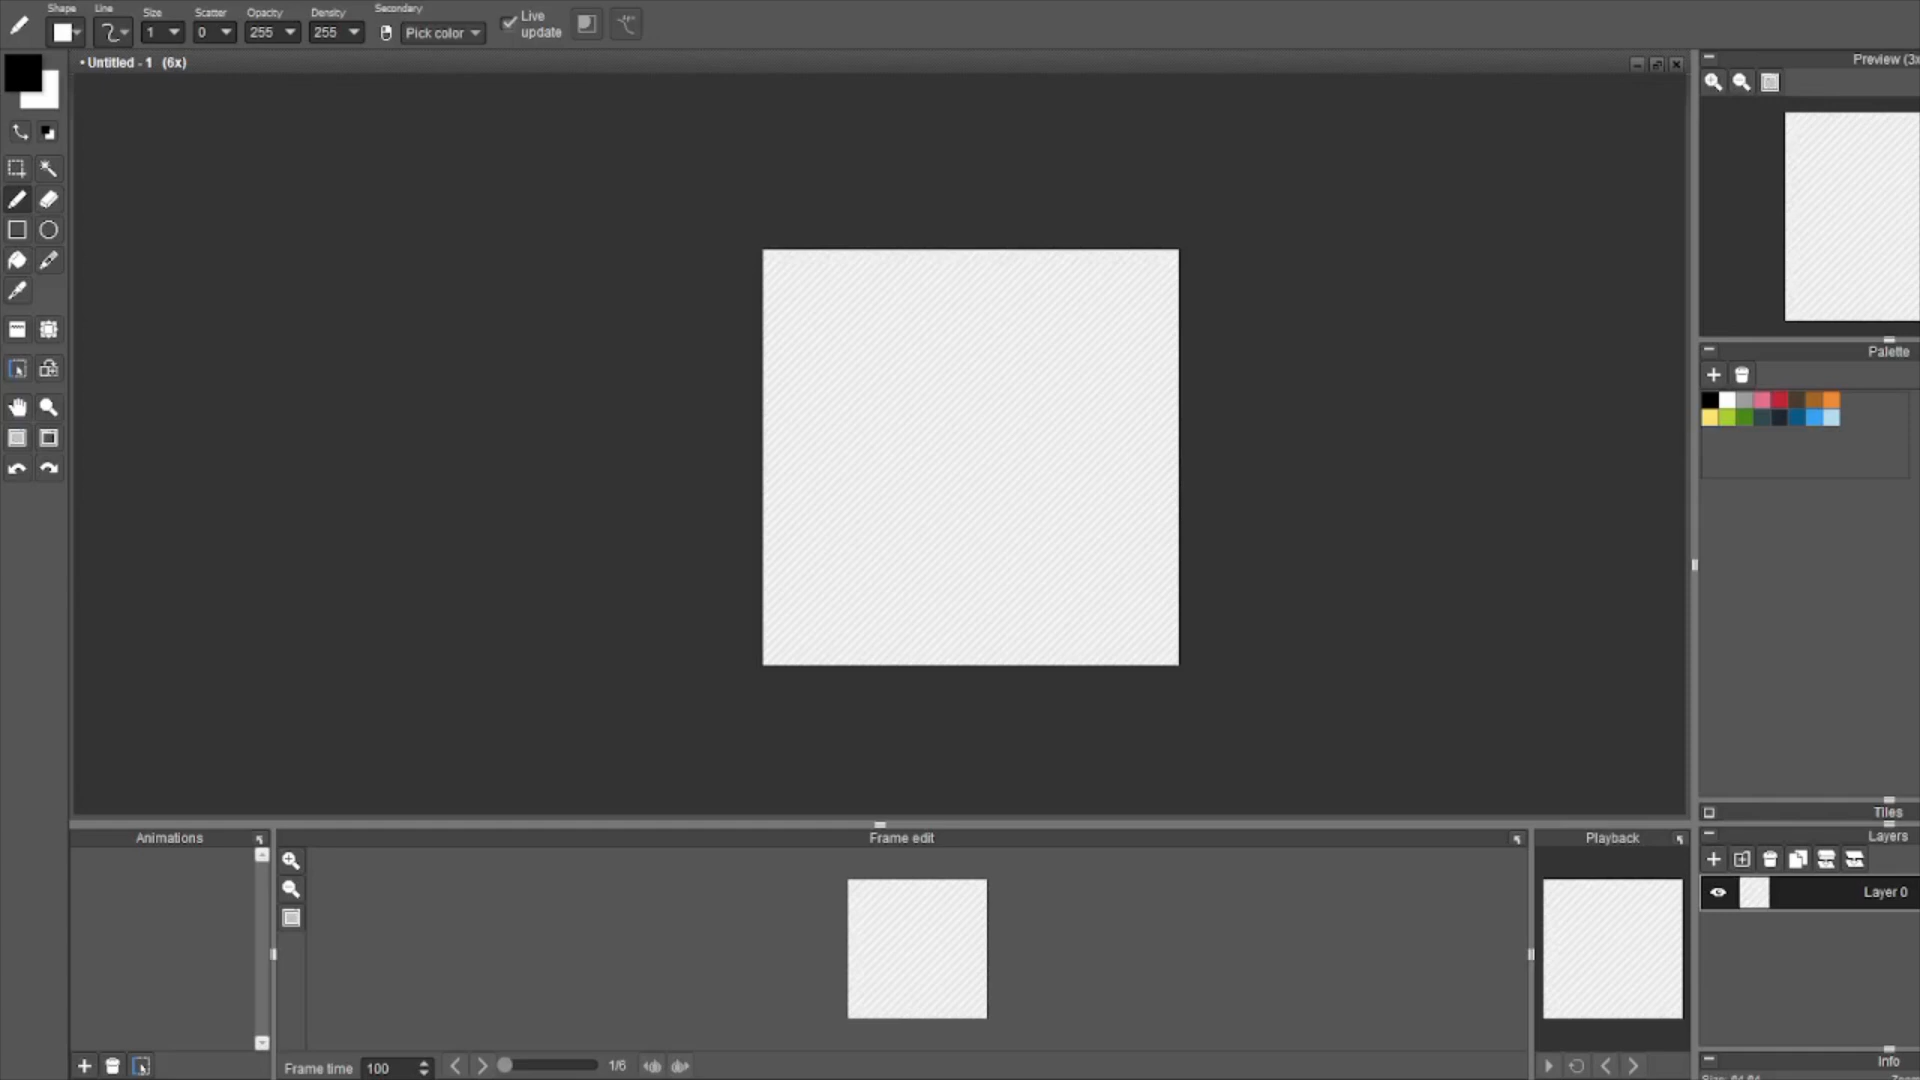 Shape Line Size Scatter Opacity Density Secondary
1 0 255 255 Pick color Live update
• Untitled - 1 (6x)
Preview (3x
Palette
Tiles
Layers
Layer 0
Info
Animations
Frame edit
Playback
Frame time 100 1/6